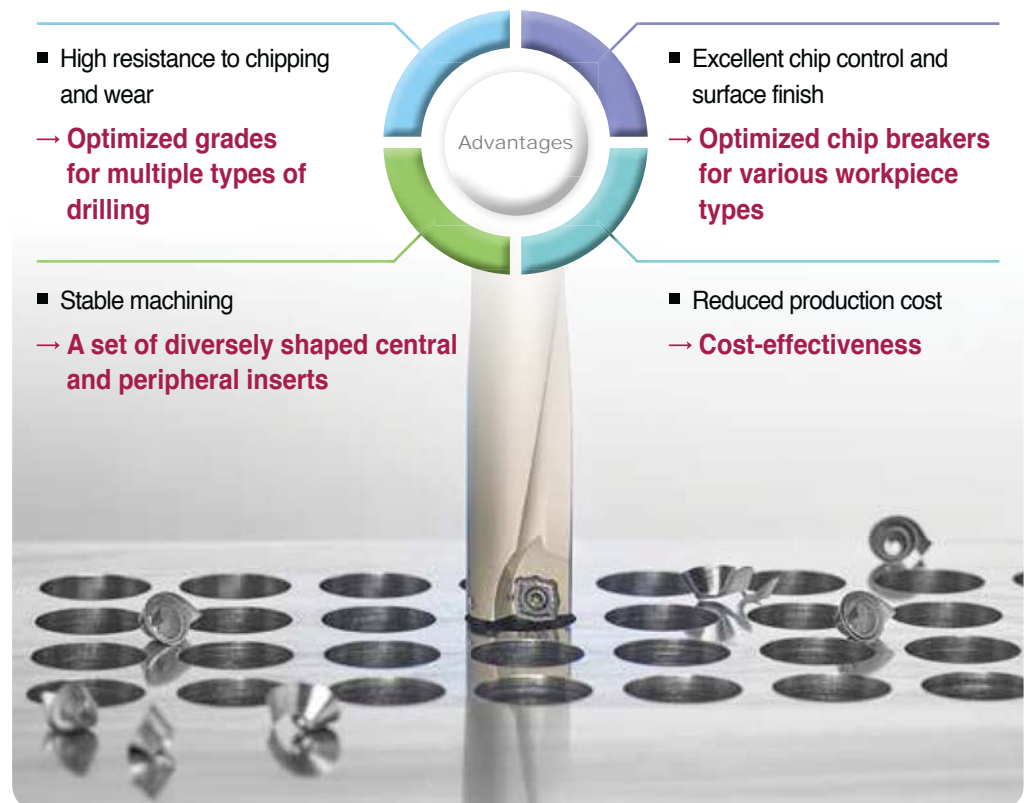 ■ High resistance to chipping
and wear
→ Optimized grades
for multiple types of
drilling
Advantages
■ Excellent chip control and
surface finish
→ Optimized chip breakers
for various workpiece
types
■ Stable machining
→ A set of diversely shaped central
and peripheral inserts
■ Reduced production cost
→ Cost-effectiveness